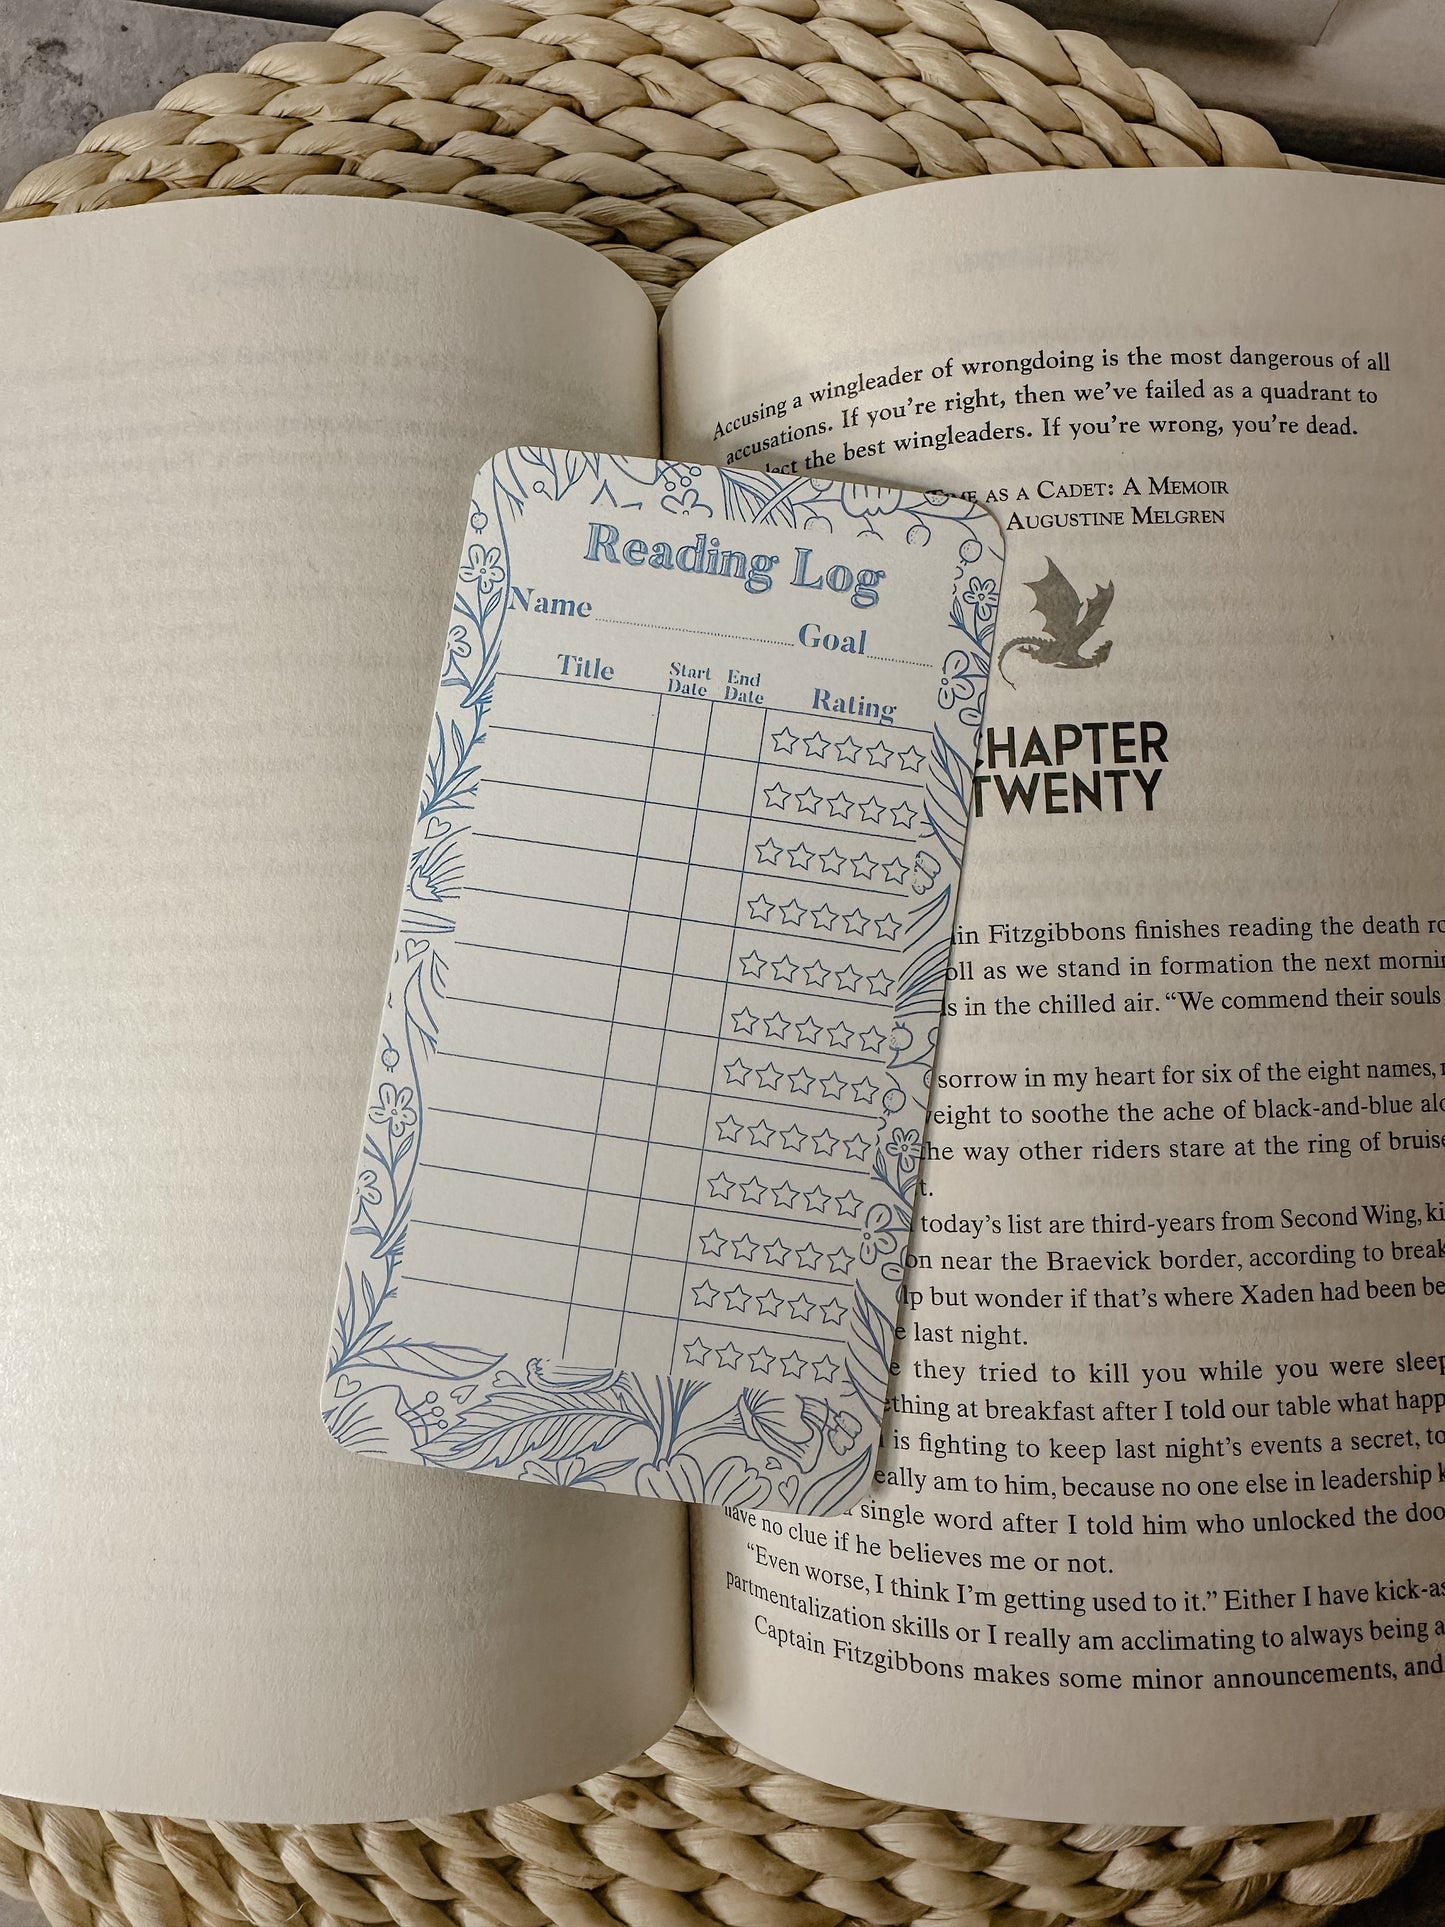 Accusing a wingleader of wrongdoing is the most dangerous of all
accusations. If you're right, then we've failed as a quadrant to
the best wingleaders. If you're wrong, you're dead.
AS A CADET: A MEMOIR
AUGUSTINE MELGREN
Reading Log
Name Goal
Title Start Date End Date Rating
CHAPTER
TWENTY
Fitzgibbons finishes reading the death
as we stand in formation the next
in the chilled air. “We commend their souls
sorrow in my heart for six of the eight names,
to soothe the ache of black-and-blue
the way other riders stare at the ring of
today's list are third-years from Second Wing,
near the Braevick border, according to
but wonder if that's where Xaden had been
last night.
they tried to kill you while you were
at breakfast after I told our table what
is fighting to keep last night's events a secret,
am to him, because no one else in leadership
single word after I told him who unlocked the
have no clue if he believes me or not.
“Even worse, I think I'm getting used to it.” Either I have
partmentalization skills or I really am acclimating to always being
Captain Fitzgibbons makes some minor announcements, and